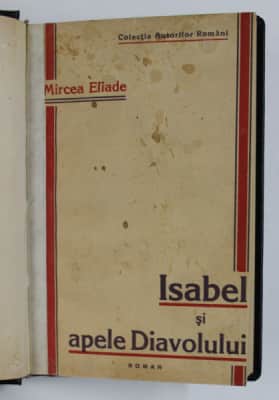 Colecția Autorilor Români
Mircea Eliade
Isabel
și
apele Diavolului
ROMAN